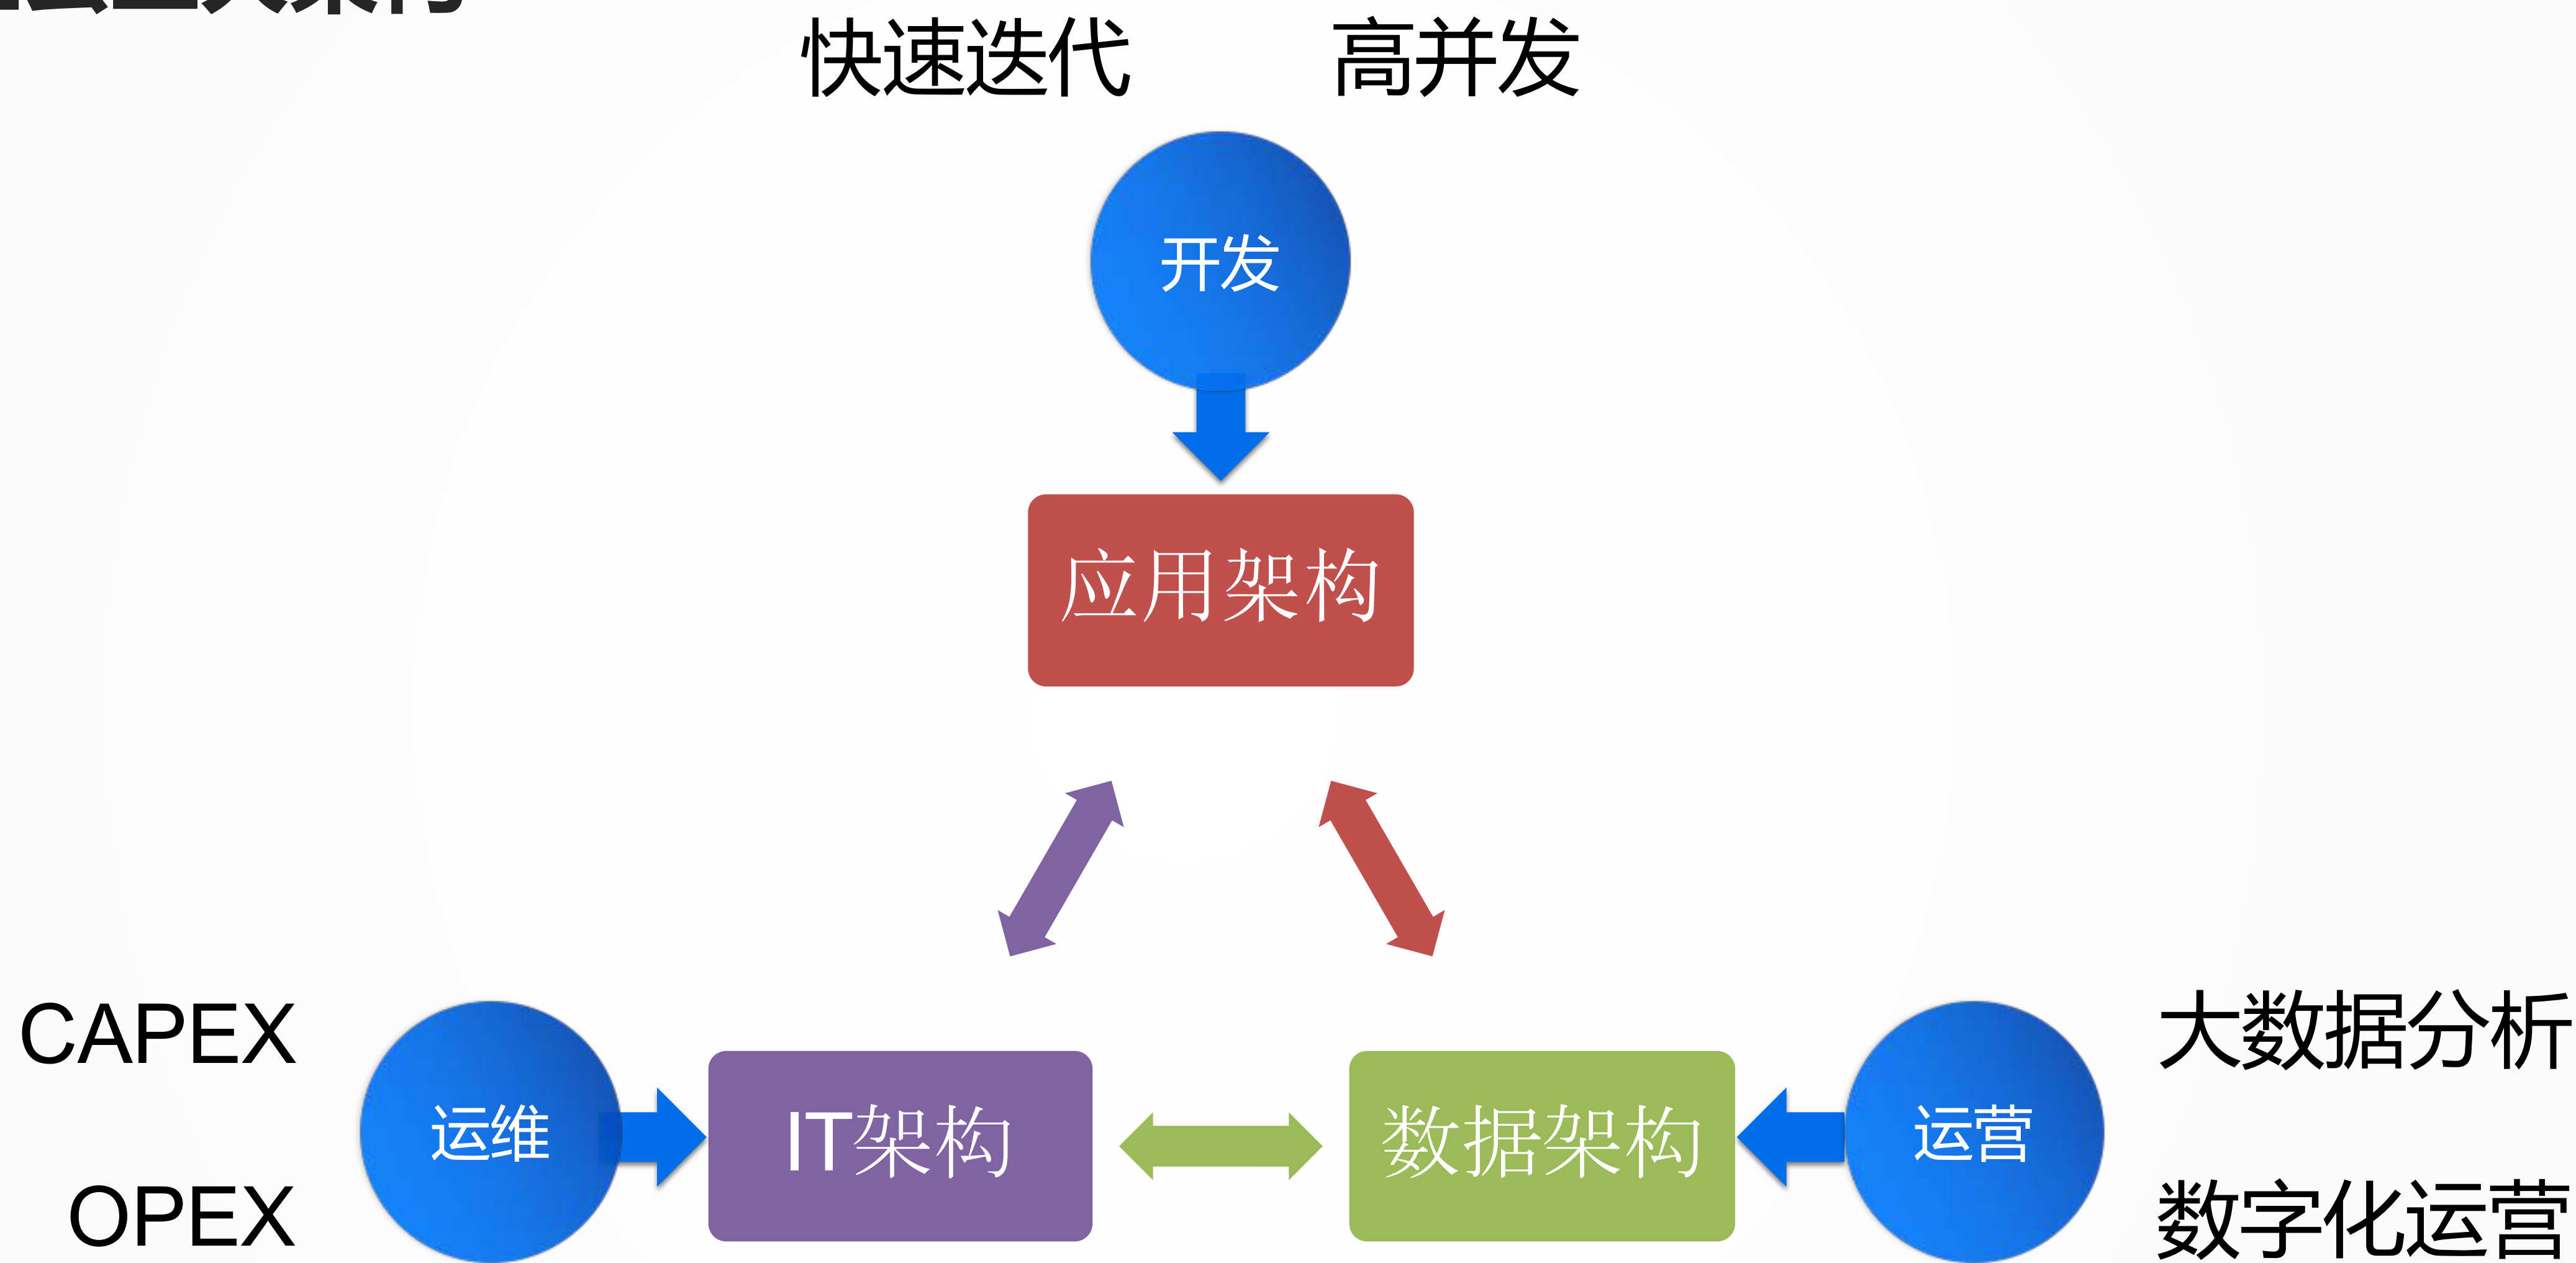 快速迭代 高并发
开发
应用架构
CAPEX
大数据分析
运维
IT架构
数据架构
运营
OPEX
数字化运营